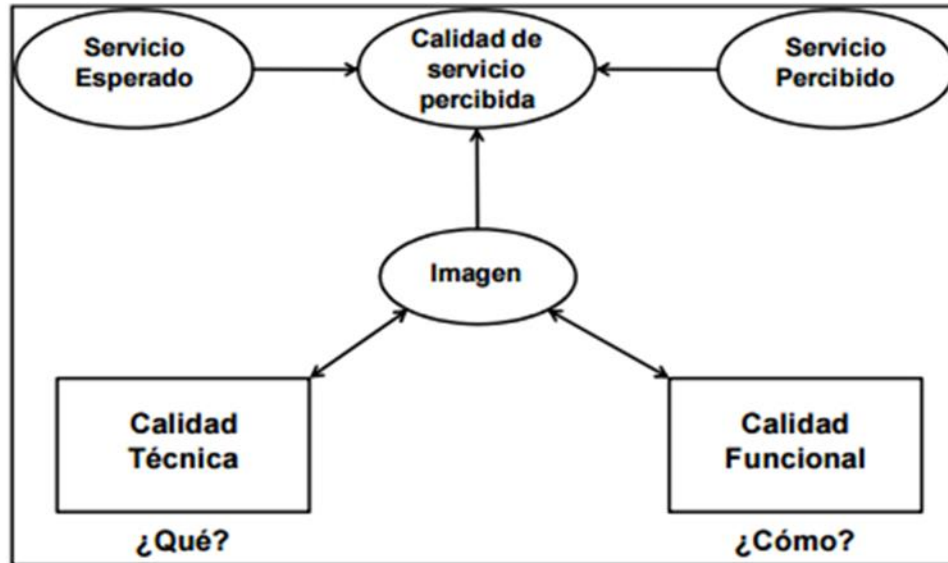 Servicio
Esperado
Calidad de
servicio
percibida
Servicio
Percibido
Imagen
Calidad
Técnica
Calidad
Funcional
¿Qué?
¿Cómo?